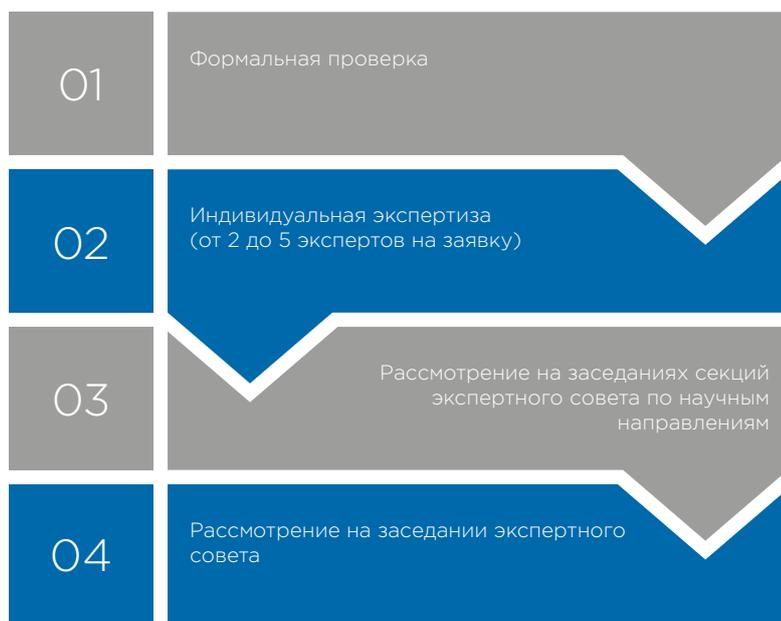 01
Формальная проверка
02
Индивидуальная экспертиза
(от 2 до 5 экспертов на заявку)
03
Рассмотрение на заседаниях секций
экспертного совета по научным
направлениям
04
Рассмотрение на заседании экспертного
совета